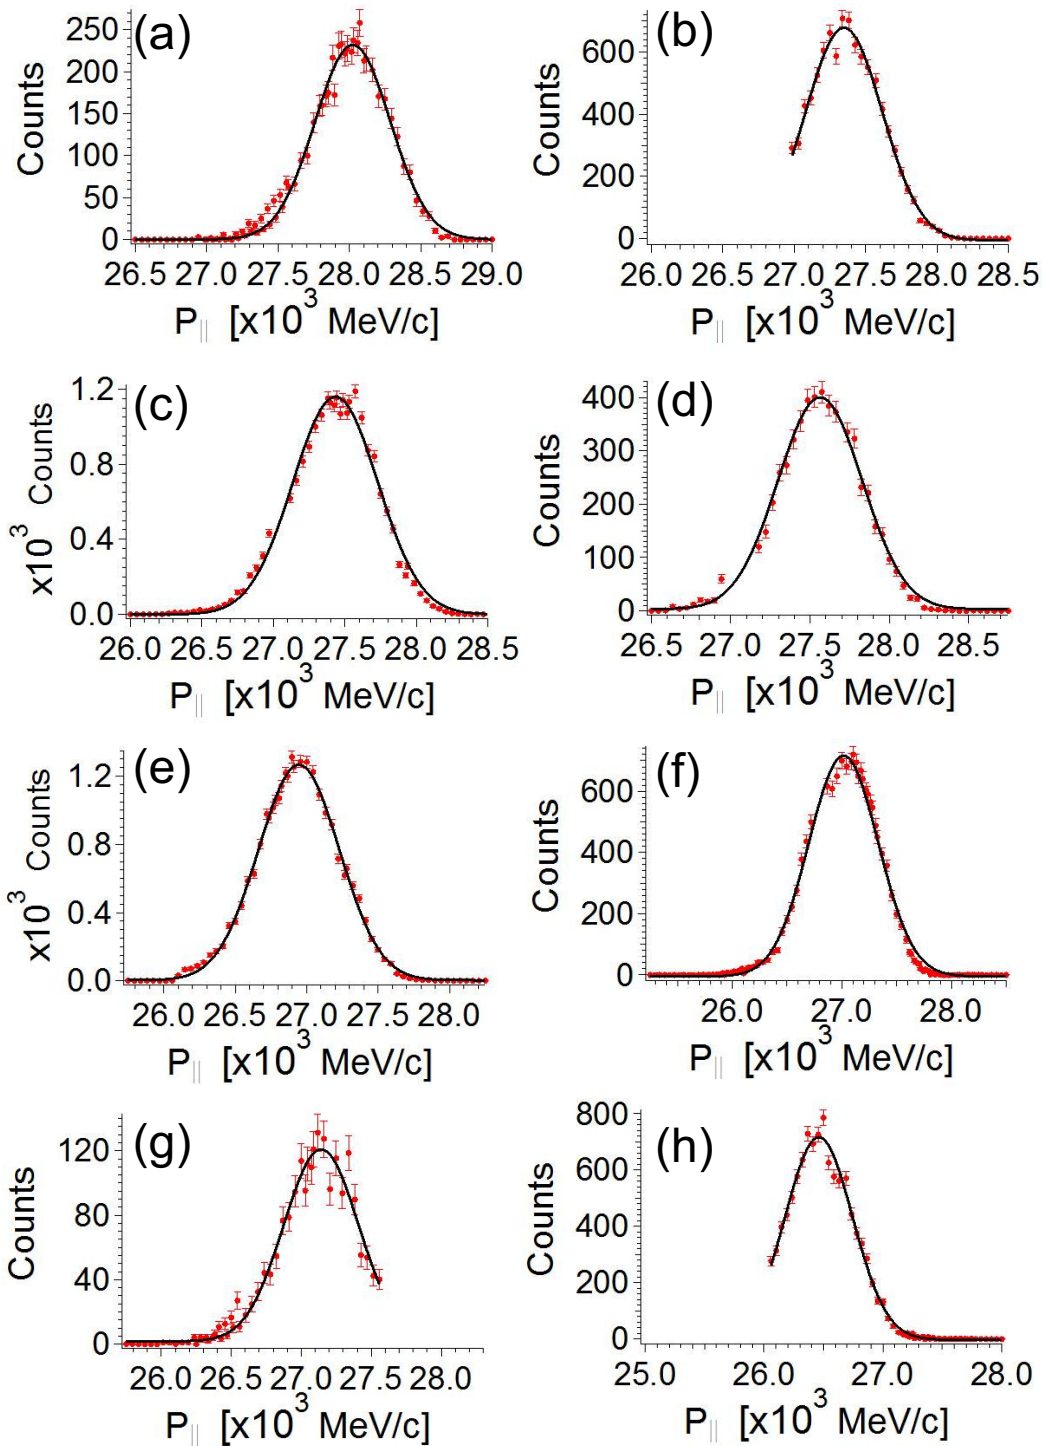 (a)
250
200
150
100
50
0
Counts
26.5 27.0 27.5 28.0 28.5 29.0
P|| [x10³ MeV/c]
(b)
600
400
200
0
Counts
26.0 26.5 27.0 27.5 28.0 28.5
P|| [x10³ MeV/c]
(c)
1.2
0.8
0.4
0.0
x10³ Counts
26.0 26.5 27.0 27.5 28.0 28.5
P|| [x10³ MeV/c]
(d)
400
300
200
100
0
Counts
26.5 27.0 27.5 28.0 28.5
P|| [x10³ MeV/c]
(e)
1.2
0.8
0.4
0.0
x10³ Counts
26.0 26.5 27.0 27.5 28.0
P|| [x10³ MeV/c]
(f)
600
400
200
0
Counts
26.0 27.0 28.0
P|| [x10³ MeV/c]
(g)
120
80
40
0
Counts
26.0 26.5 27.0 27.5 28.0
P|| [x10³ MeV/c]
(h)
800
600
400
200
0
Counts
25.0 26.0 27.0 28.0
P|| [x10³ MeV/c]